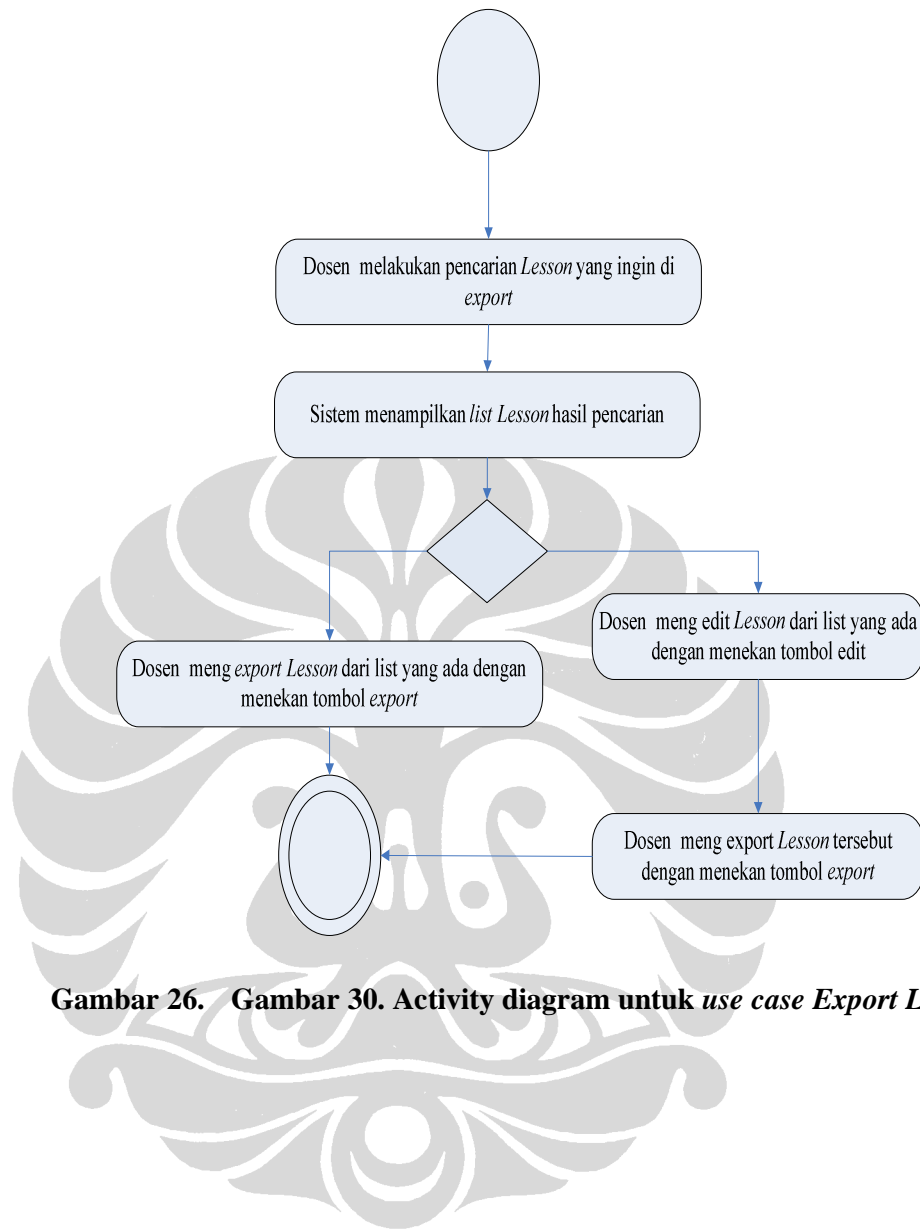 Dosen melakukan pencarian Lesson yang ingin di
export
Sistem menampilkan list Lesson hasil pencarian
Dosen meng export Lesson dari list yang ada dengan
menekan tombol export
Dosen meng edit Lesson dari list yang ada
dengan menekan tombol edit
Dosen meng export Lesson tersebut
dengan menekan tombol export
Gambar 26. Gambar 30. Activity diagram untuk use case Export L